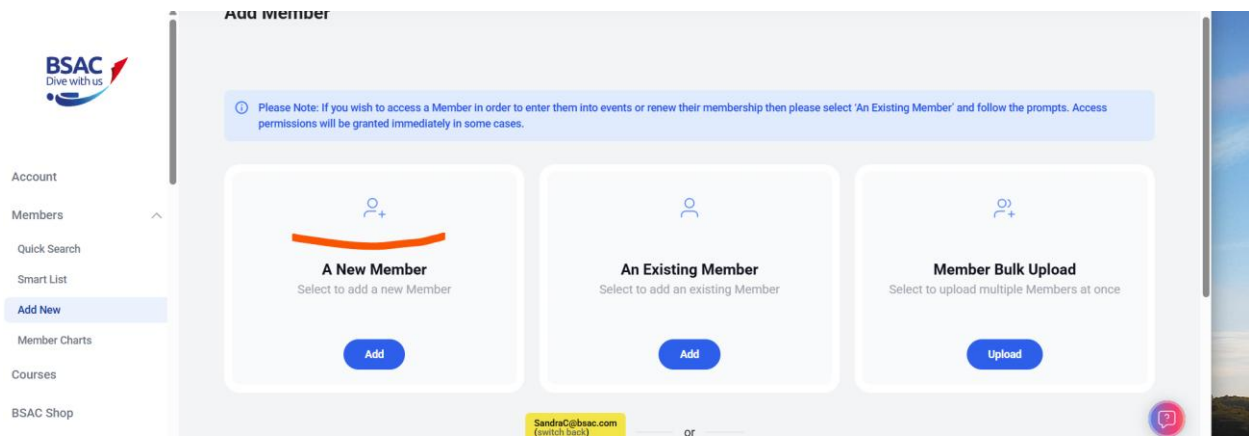 Add Member
BSAC
Dive with us
Please Note: If you wish to access a Member in order to enter them into events or renew their membership then please select 'An Existing Member' and follow the prompts. Access
permissions will be granted immediately in some cases.
Account
Members
Quick Search
Smart List
Add New
Member Charts
Courses
BSAC Shop
A New Member
Select to add a new Member
Add
An Existing Member
Select to add an existing Member
Add
Member Bulk Upload
Select to upload multiple Members at once
Upload
SandraC@bsac.com
(switch back)
or